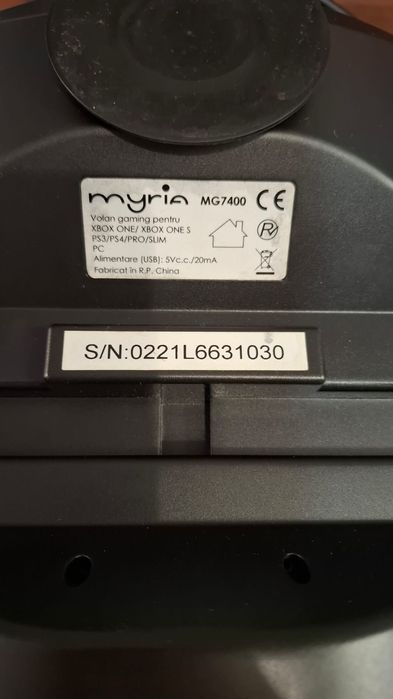 myria MG7400 CE
Volan gaming pentru
XBOX ONE/ XBOX ONE S
PS3/PS4/PRO/SLIM
PC
Alimentare (USB): 5Vc.c./20mA
Fabricat în R.P. China
S/N:0221L6631030